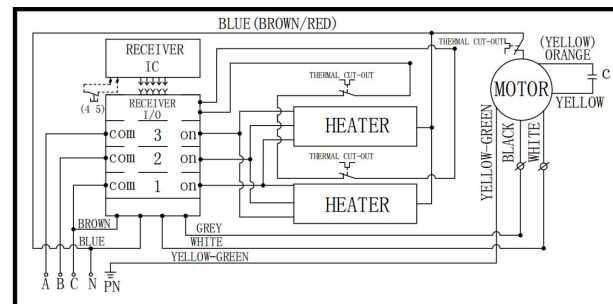 BLUE (BROWN/RED)
RECEIVER
IC
THERMAL CUT-OUT
(YELLOW)
ORANGE
C
THERMAL CUT-OUT
MOTOR
YELLOW
(4 5)
RECEIVER
I/O
com 3 on
HEATER
com 2 on
THERMAL CUT-OUT
com 1 on
HEATER
YELLOW-GREEN
BLACK
WHITE
BROWN
GREY
BLUE
WHITE
YELLOW-GREEN
A B C N PN